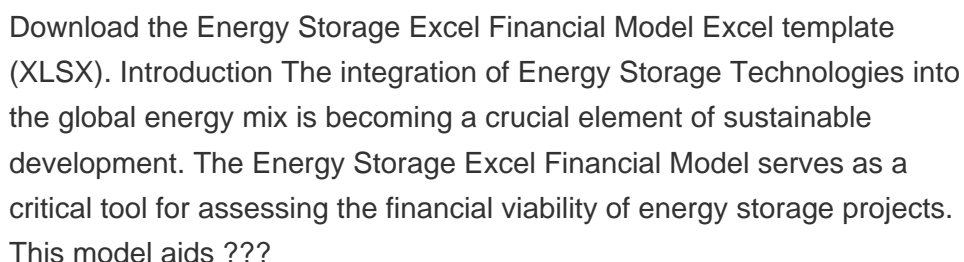 Download the Energy Storage Excel Financial Model Excel template
(XLSX). Introduction The integration of Energy Storage Technologies into
the global energy mix is becoming a crucial element of sustainable
development. The Energy Storage Excel Financial Model serves as a
critical tool for assessing the financial viability of energy storage projects.
This model aids ???